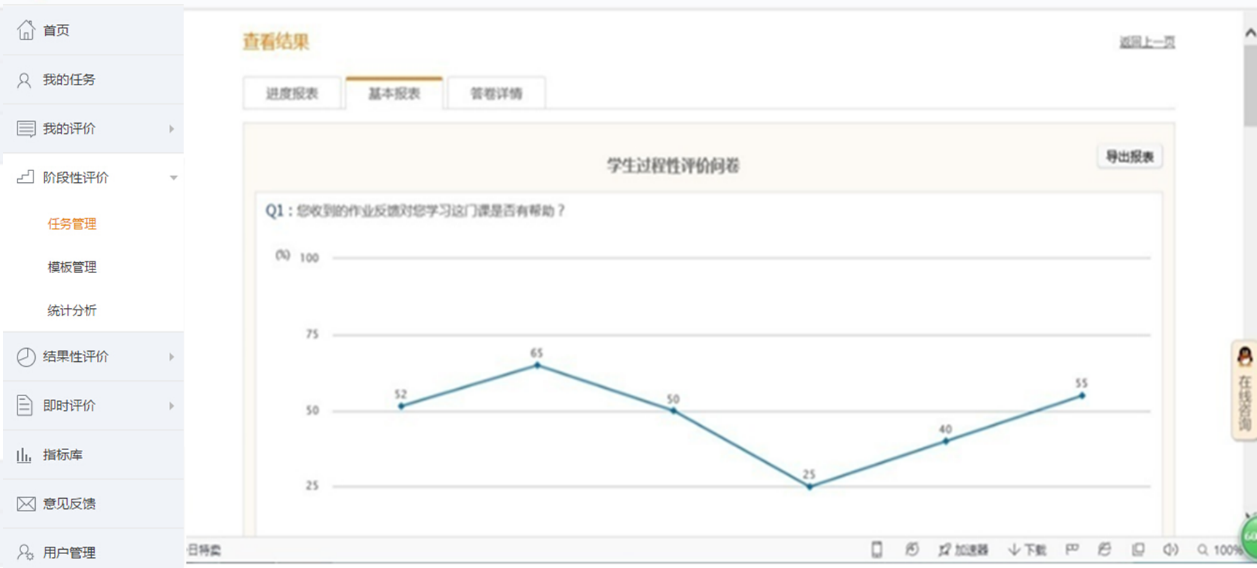 首页
我的任务
我的评价
阶段性评价
任务管理
模板管理
统计分析
结果性评价
即时评价
指标库
意见反馈
用户管理
查看结果
返回上一页
进度报表
基本报表
答卷详情
学生过程性评价问卷
导出报表
Q1：您收到的作业反馈对您学习这门课是否有帮助？
(%)
100
75
50
25
52
65
50
25
40
55
在线咨询
日特卖
加速器
下载
100%
60